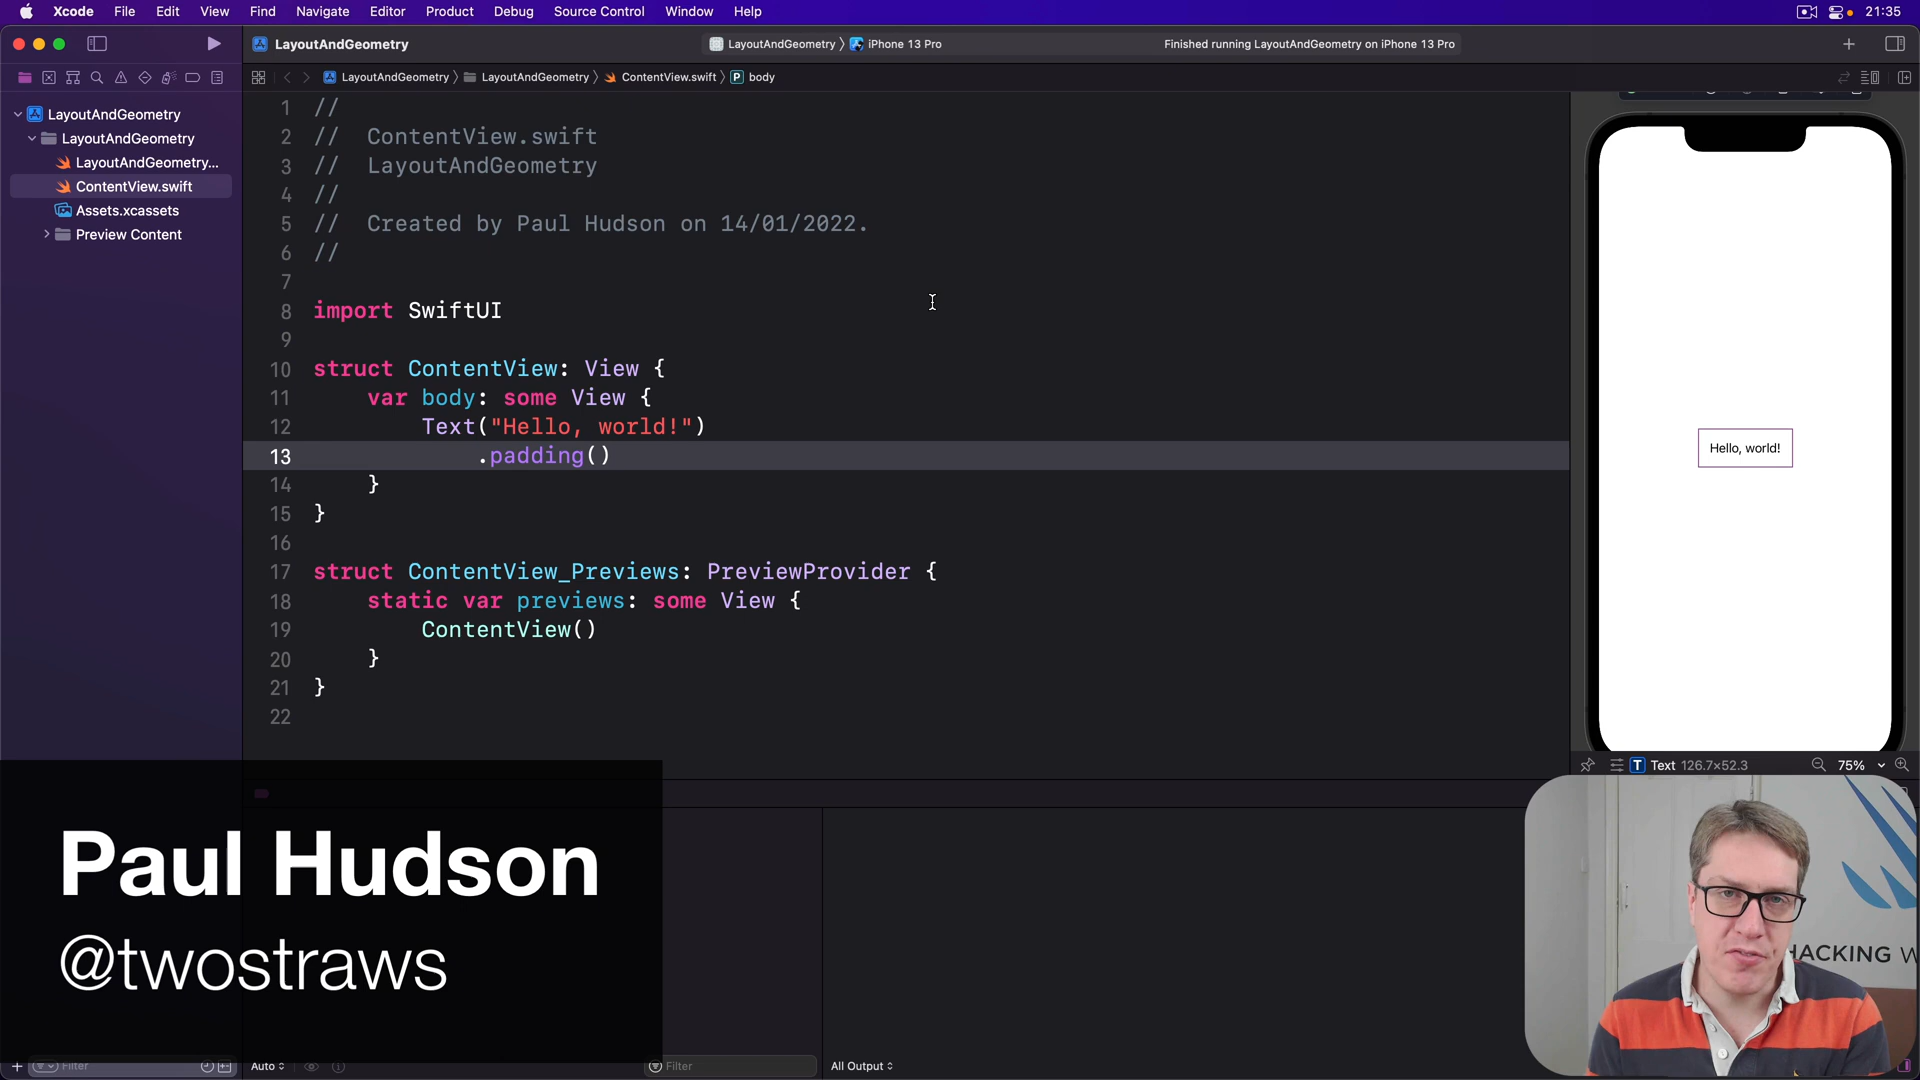 Xcode File Edit View Find Navigate Editor Product Debug Source Control Window Help 21:35
LayoutAndGeometry LayoutAndGeometry iPhone 13 Pro Finished running LayoutAndGeometry on iPhone 13 Pro
LayoutAndGeometry LayoutAndGeometry ContentView.swift P body
LayoutAndGeometry
LayoutAndGeometry
LayoutAndGeometry...
ContentView.swift
Assets.xcassets
Preview Content
1 //
2 // ContentView.swift
3 // LayoutAndGeometry
4 //
5 // Created by Paul Hudson on 14/01/2022.
6 //
7
8 import SwiftUI
9
10 struct ContentView: View {
11 var body: some View {
12 Text("Hello, world!")
13 .padding()
14 }
15 }
16
17 struct ContentView_Previews: PreviewProvider {
18 static var previews: some View {
19 ContentView()
20 }
21 }
22
Hello, world!
T Text 126.7×52.3 75%
Paul Hudson
@twostraws
HACKING W
Filter Auto Filter All Output